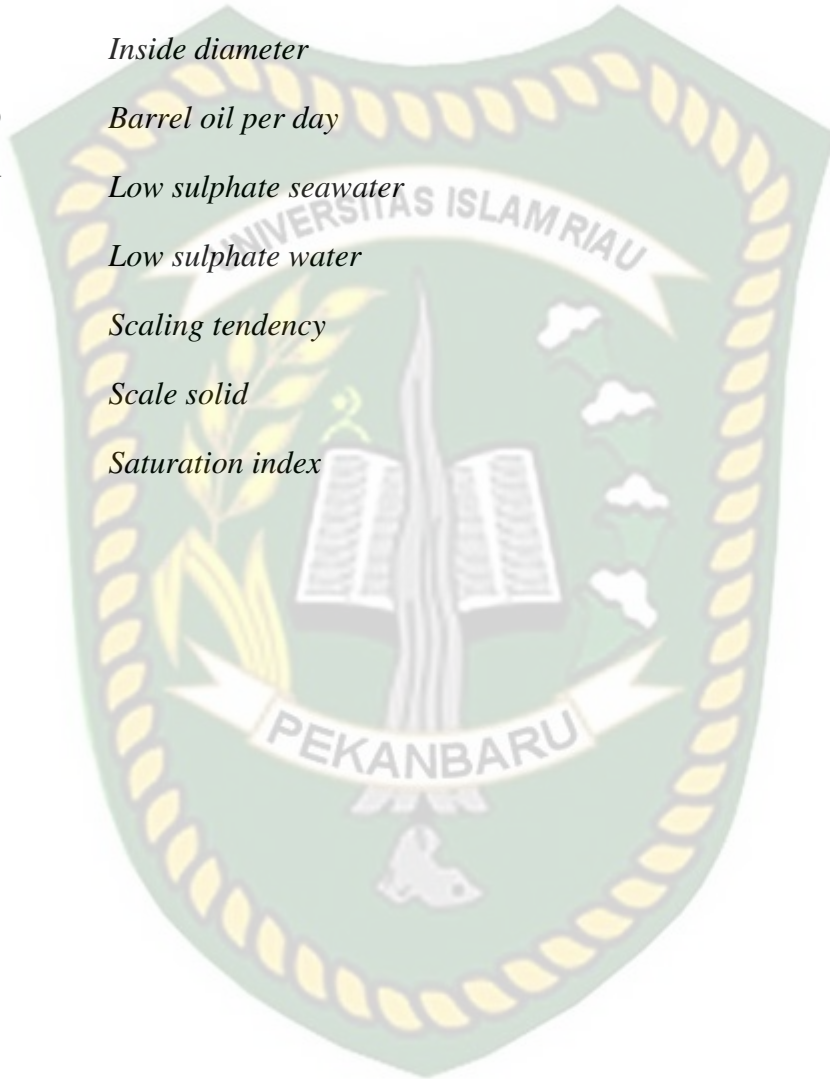 Inside diameter
Barrel oil per day
Low sulphate seawater
UNIVERSITAS ISLAM RIAU
Low sulphate water
Scaling tendency
Scale solid
Saturation index
PEKANBARU